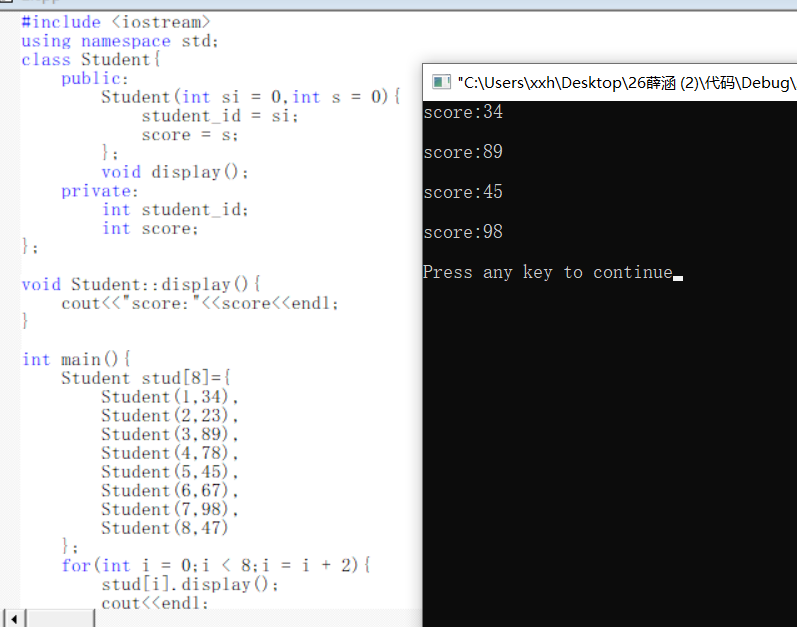 #include <iostream>
using namespace std;
class Student{
public:
Student(int si = 0,int s = 0){
student_id = si;
score = s;
};
void display();
private:
int student_id;
int score;
};
void Student::display(){
cout<<"score:"<<score<<endl;
}
int main(){
Student stud[8]={
Student(1,34),
Student(2,23),
Student(3,89),
Student(4,78),
Student(5,45),
Student(6,67),
Student(7,98),
Student(8,47)
};
for(int i = 0;i < 8;i = i + 2){
stud[i].display();
cout<<endl;
"C:\Users\xxh\Desktop\26薛涵 (2)\代码\Debug\
score:34
score:89
score:45
score:98
Press any key to continue